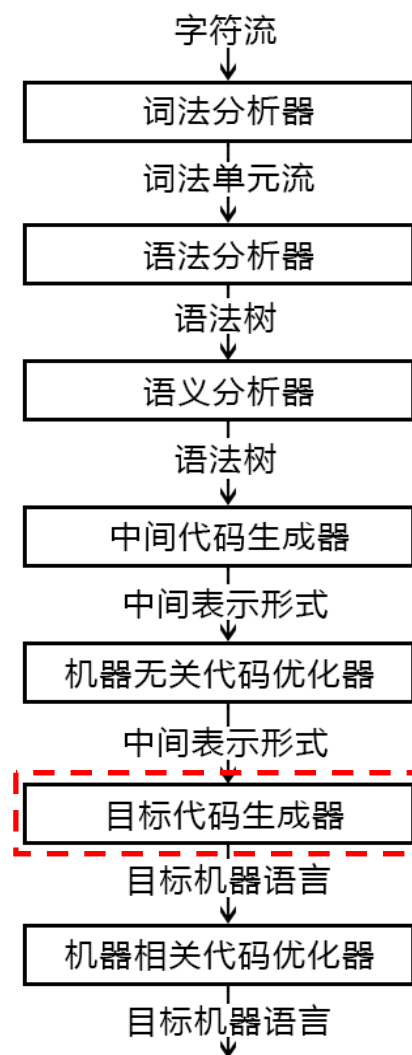 字符流
词法分析器
词法单元流
语法分析器
语法树
语义分析器
语法树
中间代码生成器
中间表示形式
机器无关代码优化器
中间表示形式
目标代码生成器
目标机器语言
机器相关代码优化器
目标机器语言